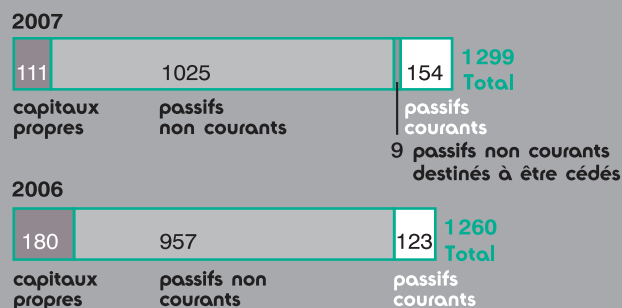 2007
111 1025 154 1 299
Total
capitaux propres
passifs non courants
passifs courants
9 passifs non courants
destinés à être cédés
2006
180 957 123 1 260
Total
capitaux propres
passifs non courants
passifs courants